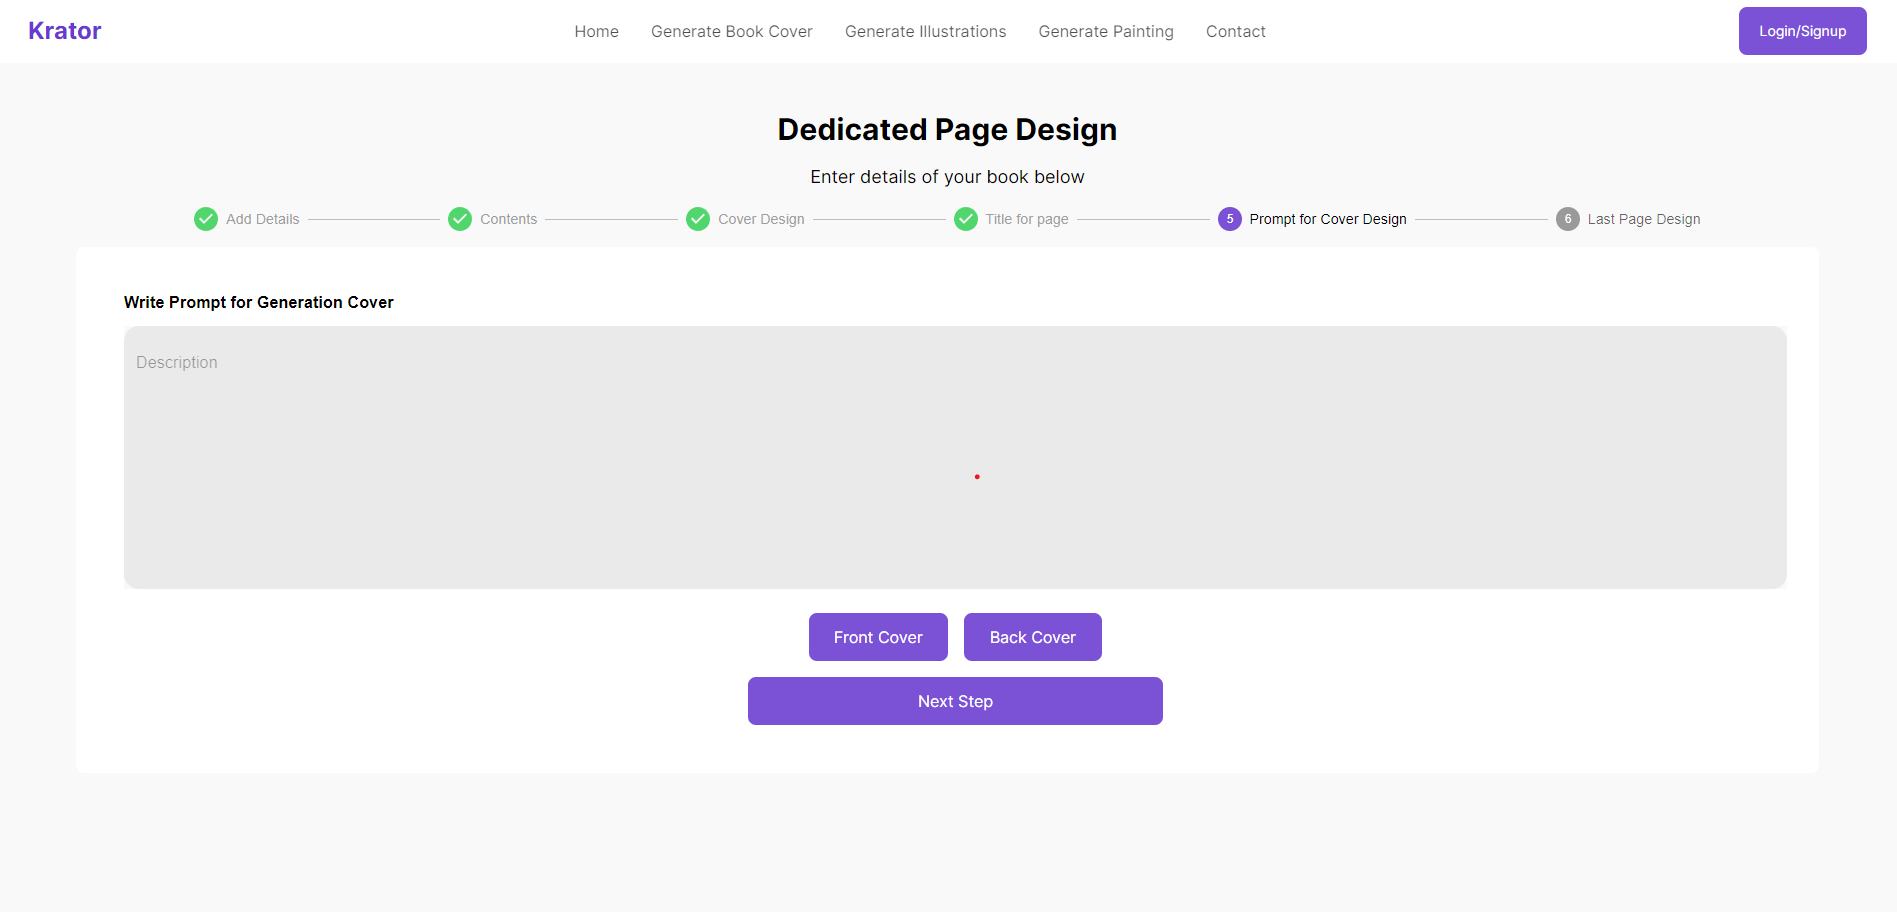 Krator
Home Generate Book Cover Generate Illustrations Generate Painting Contact
Login/Signup
Dedicated Page Design
Enter details of your book below
Add Details Contents Cover Design Title for page 5 Prompt for Cover Design 6 Last Page Design
Write Prompt for Generation Cover
Description
Front Cover Back Cover
Next Step